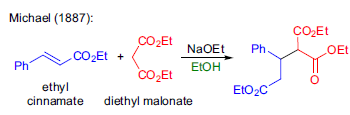 Michael (1887):
Ph
CO₂Et
+
CO₂Et
CO₂Et
NaOEt
EtOH
Ph
CO₂Et
OEt
O
EtO₂C
ethyl
cinnamate
diethyl malonate